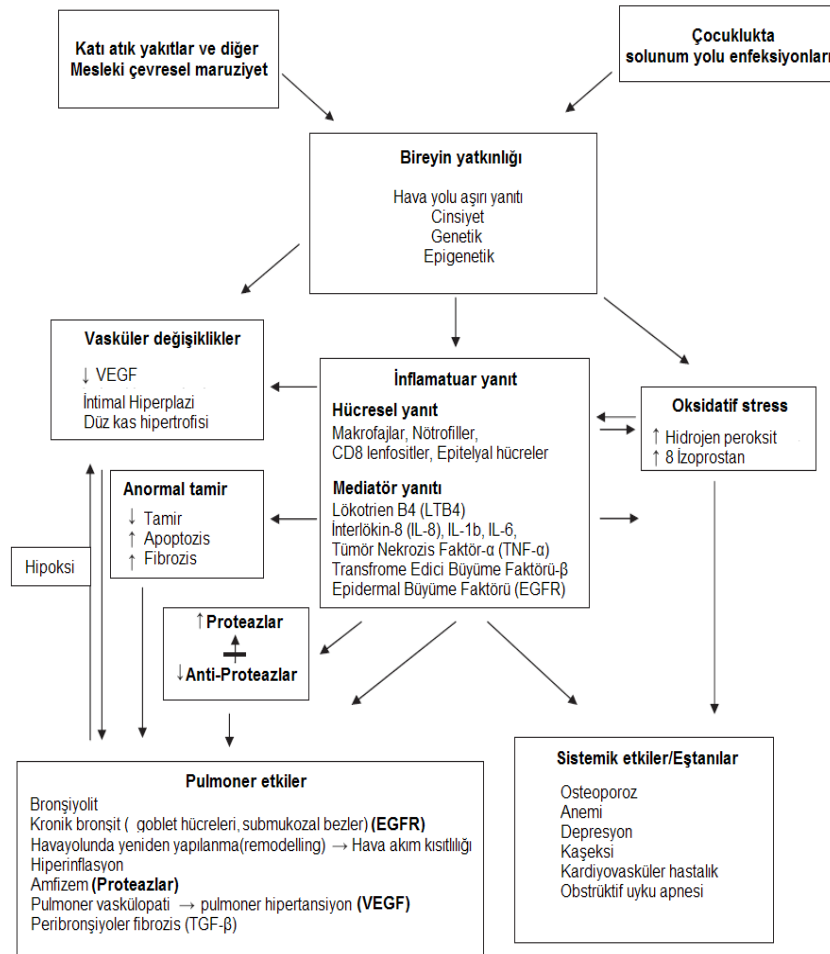 Katı atık yakıtlar ve diğer
Mesleki çevresel maruziyet
Çocuklukta
solunum yolu enfeksiyonları
Bireyin yatkınlığı
Hava yolu aşırı yanıtı
Cinsiyet
Genetik
Epigenetik
Vasküler değişiklikler
↓ VEGF
İntimal Hiperplazi
Düz kas hipertrofisi
İnflamatuar yanıt
Hücresel yanıt
Makrofajlar, Nötrofiller,
CD8 lenfositler, Epitelyal hücreler
Mediatör yanıtı
Lökotrien B4 (LTB4)
İnterlökin-8 (IL-8), IL-1b, IL-6,
Tümör Nekrozis Faktör-α (TNF-α)
Transfrome Edici Büyüme Faktörü-β
Epidermal Büyüme Faktörü (EGFR)
Oksidatif stress
↑ Hidrojen peroksit
↑ 8 İzoprostan
Anormal tamir
↓ Tamir
↑ Apoptozis
↑ Fibrozis
Hipoksi
↑Proteazlar
↓Anti-Proteazlar
Pulmoner etkiler
Bronşiyolit
Kronik bronşit ( goblet hücreleri, submukozal bezler) (EGFR)
Havayolunda yeniden yapılanma(remodelling) → Hava akım kısıtlılığı
Hiperinflasyon
Amfizem (Proteazlar)
Pulmoner vaskülopati → pulmoner hipertansiyon (VEGF)
Peribronşiyoler fibrozis (TGF-β)
Sistemik etkiler/Eştanılar
Osteoporoz
Anemi
Depresyon
Kaşeksi
Kardiyovasküler hastalık
Obstrüktif uyku apnesi